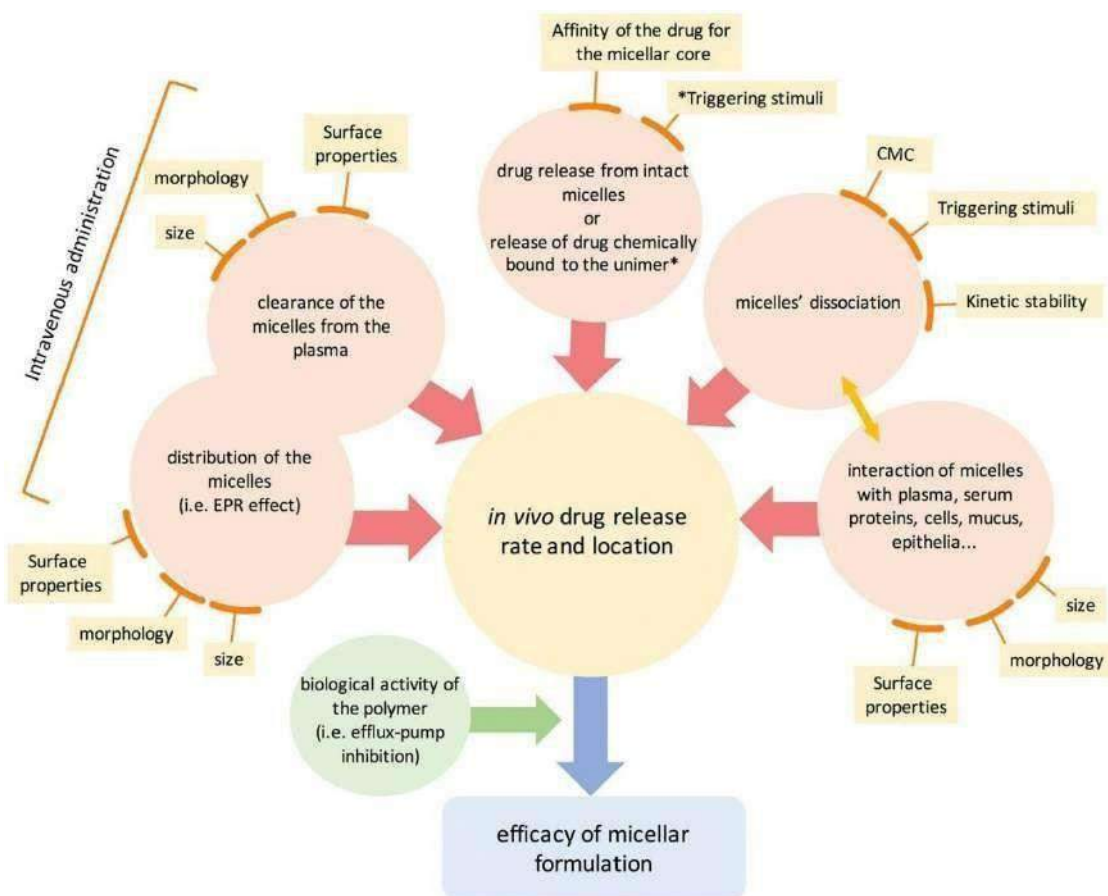 Affinity of the drug for
the micellar core
*Triggering stimuli
drug release from intact
micelles
or
release of drug chemically
bound to the unimer*
Intravenous administration
Surface
properties
morphology
size
clearance of the
micelles from the
plasma
CMC
Triggering stimuli
Kinetic stability
micelles’ dissociation
distribution of the
micelles
(i.e. EPR effect)
Surface
properties
morphology
size
in vivo drug release
rate and location
interaction of micelles
with plasma, serum
proteins, cells, mucus,
epithelia...
size
morphology
Surface
properties
biological activity of
the polymer
(i.e. efflux-pump
inhibition)
efficacy of micellar
formulation